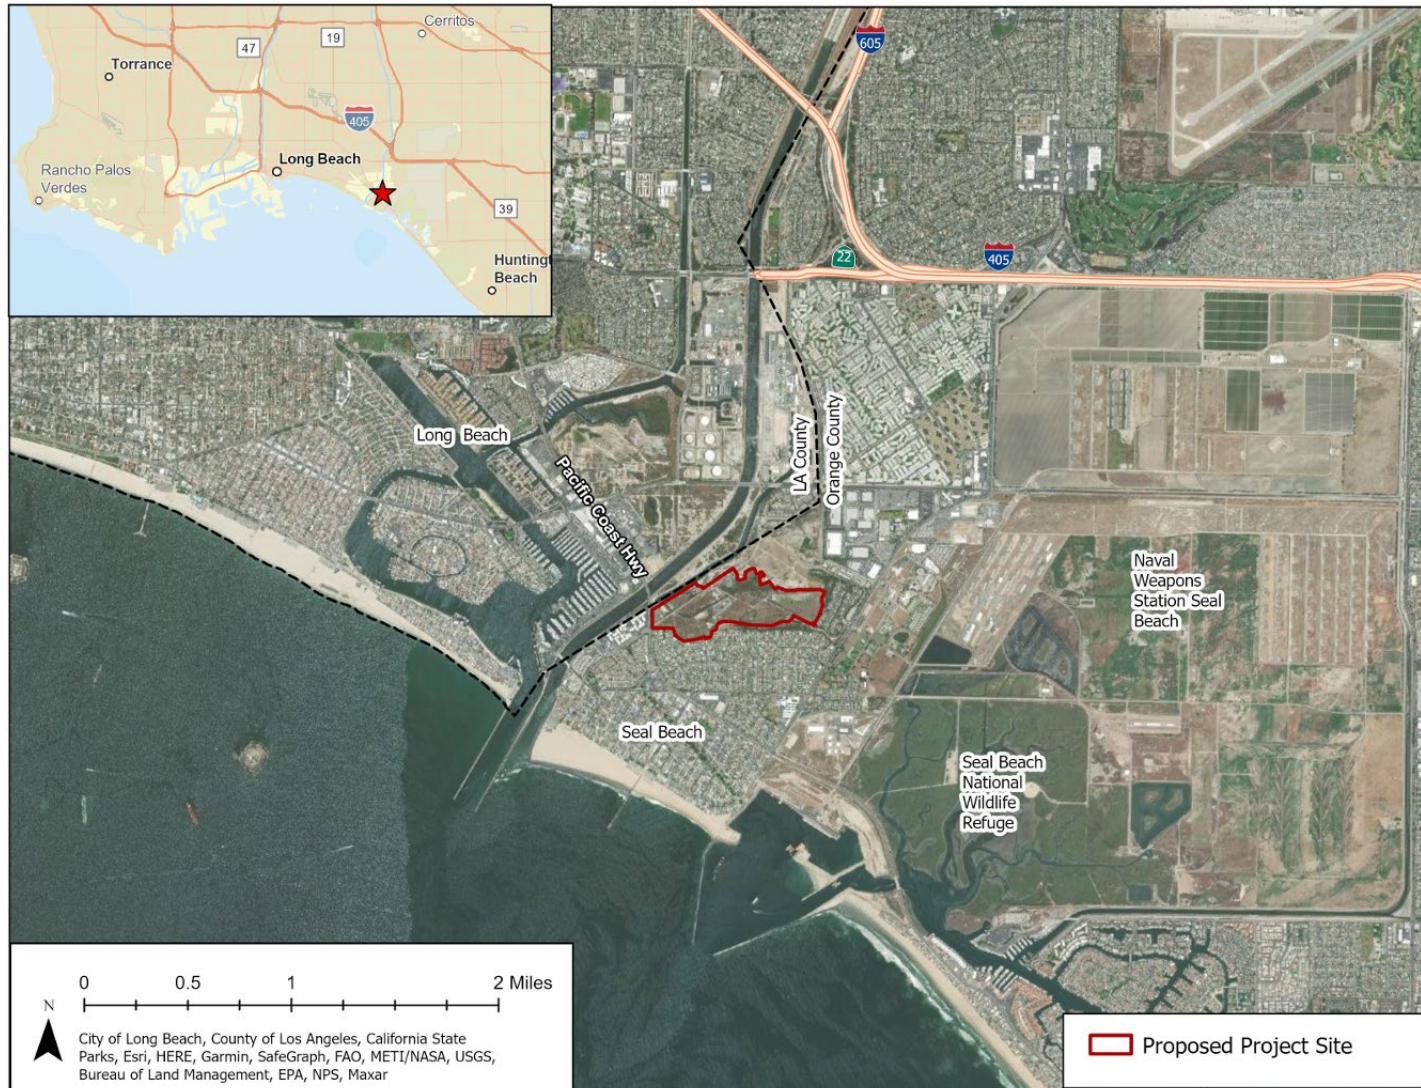 Cerritos
47
19
Torrance
405
Long Beach
Rancho Palos
Verdes
39
Huntingt
Beach
605
22
405
Long Beach
Pacific Coast Hwy
LA County
Orange County
Naval
Weapons
Station Seal
Beach
Seal Beach
Seal Beach
National
Wildlife
Refuge
0 0.5 1 2 Miles
N
City of Long Beach, County of Los Angeles, California State
Parks, Esri, HERE, Garmin, SafeGraph, FAO, METI/NASA, USGS,
Bureau of Land Management, EPA, NPS, Maxar
Proposed Project Site